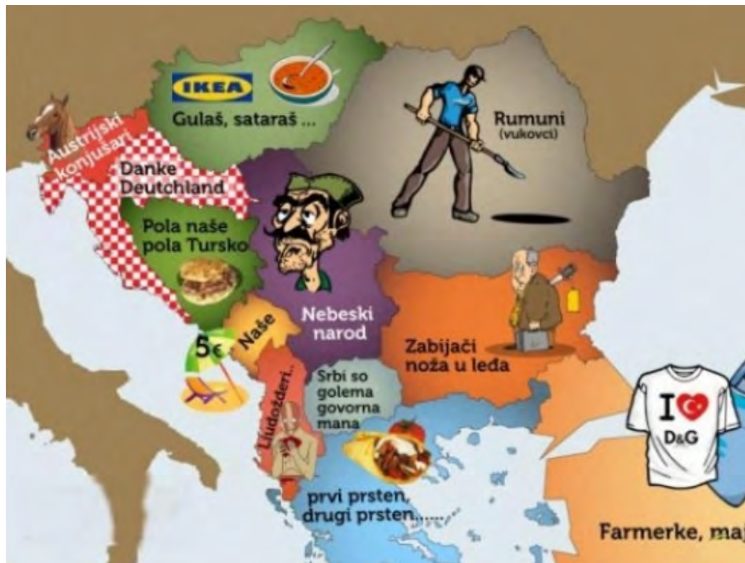 IKEA
Gulaš, sataraš ...
Rumuni
(vukovci)
Austrijski
konjušari
Danke
Deutchland
Pola naše
pola Tursko
Nebeski
narod
Naše
5€
Zabijači
noža u leđa
Ljudožderi..
Srbi so
golema
govorna
mana
I
D&G
prvi prsten,
drugi prsten.......
Farmerke, maj